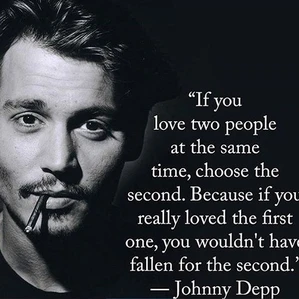 “If you
love two people
at the same
time, choose the
second. Because if you
really loved the first
one, you wouldn't have
fallen for the second.”
— Johnny Depp